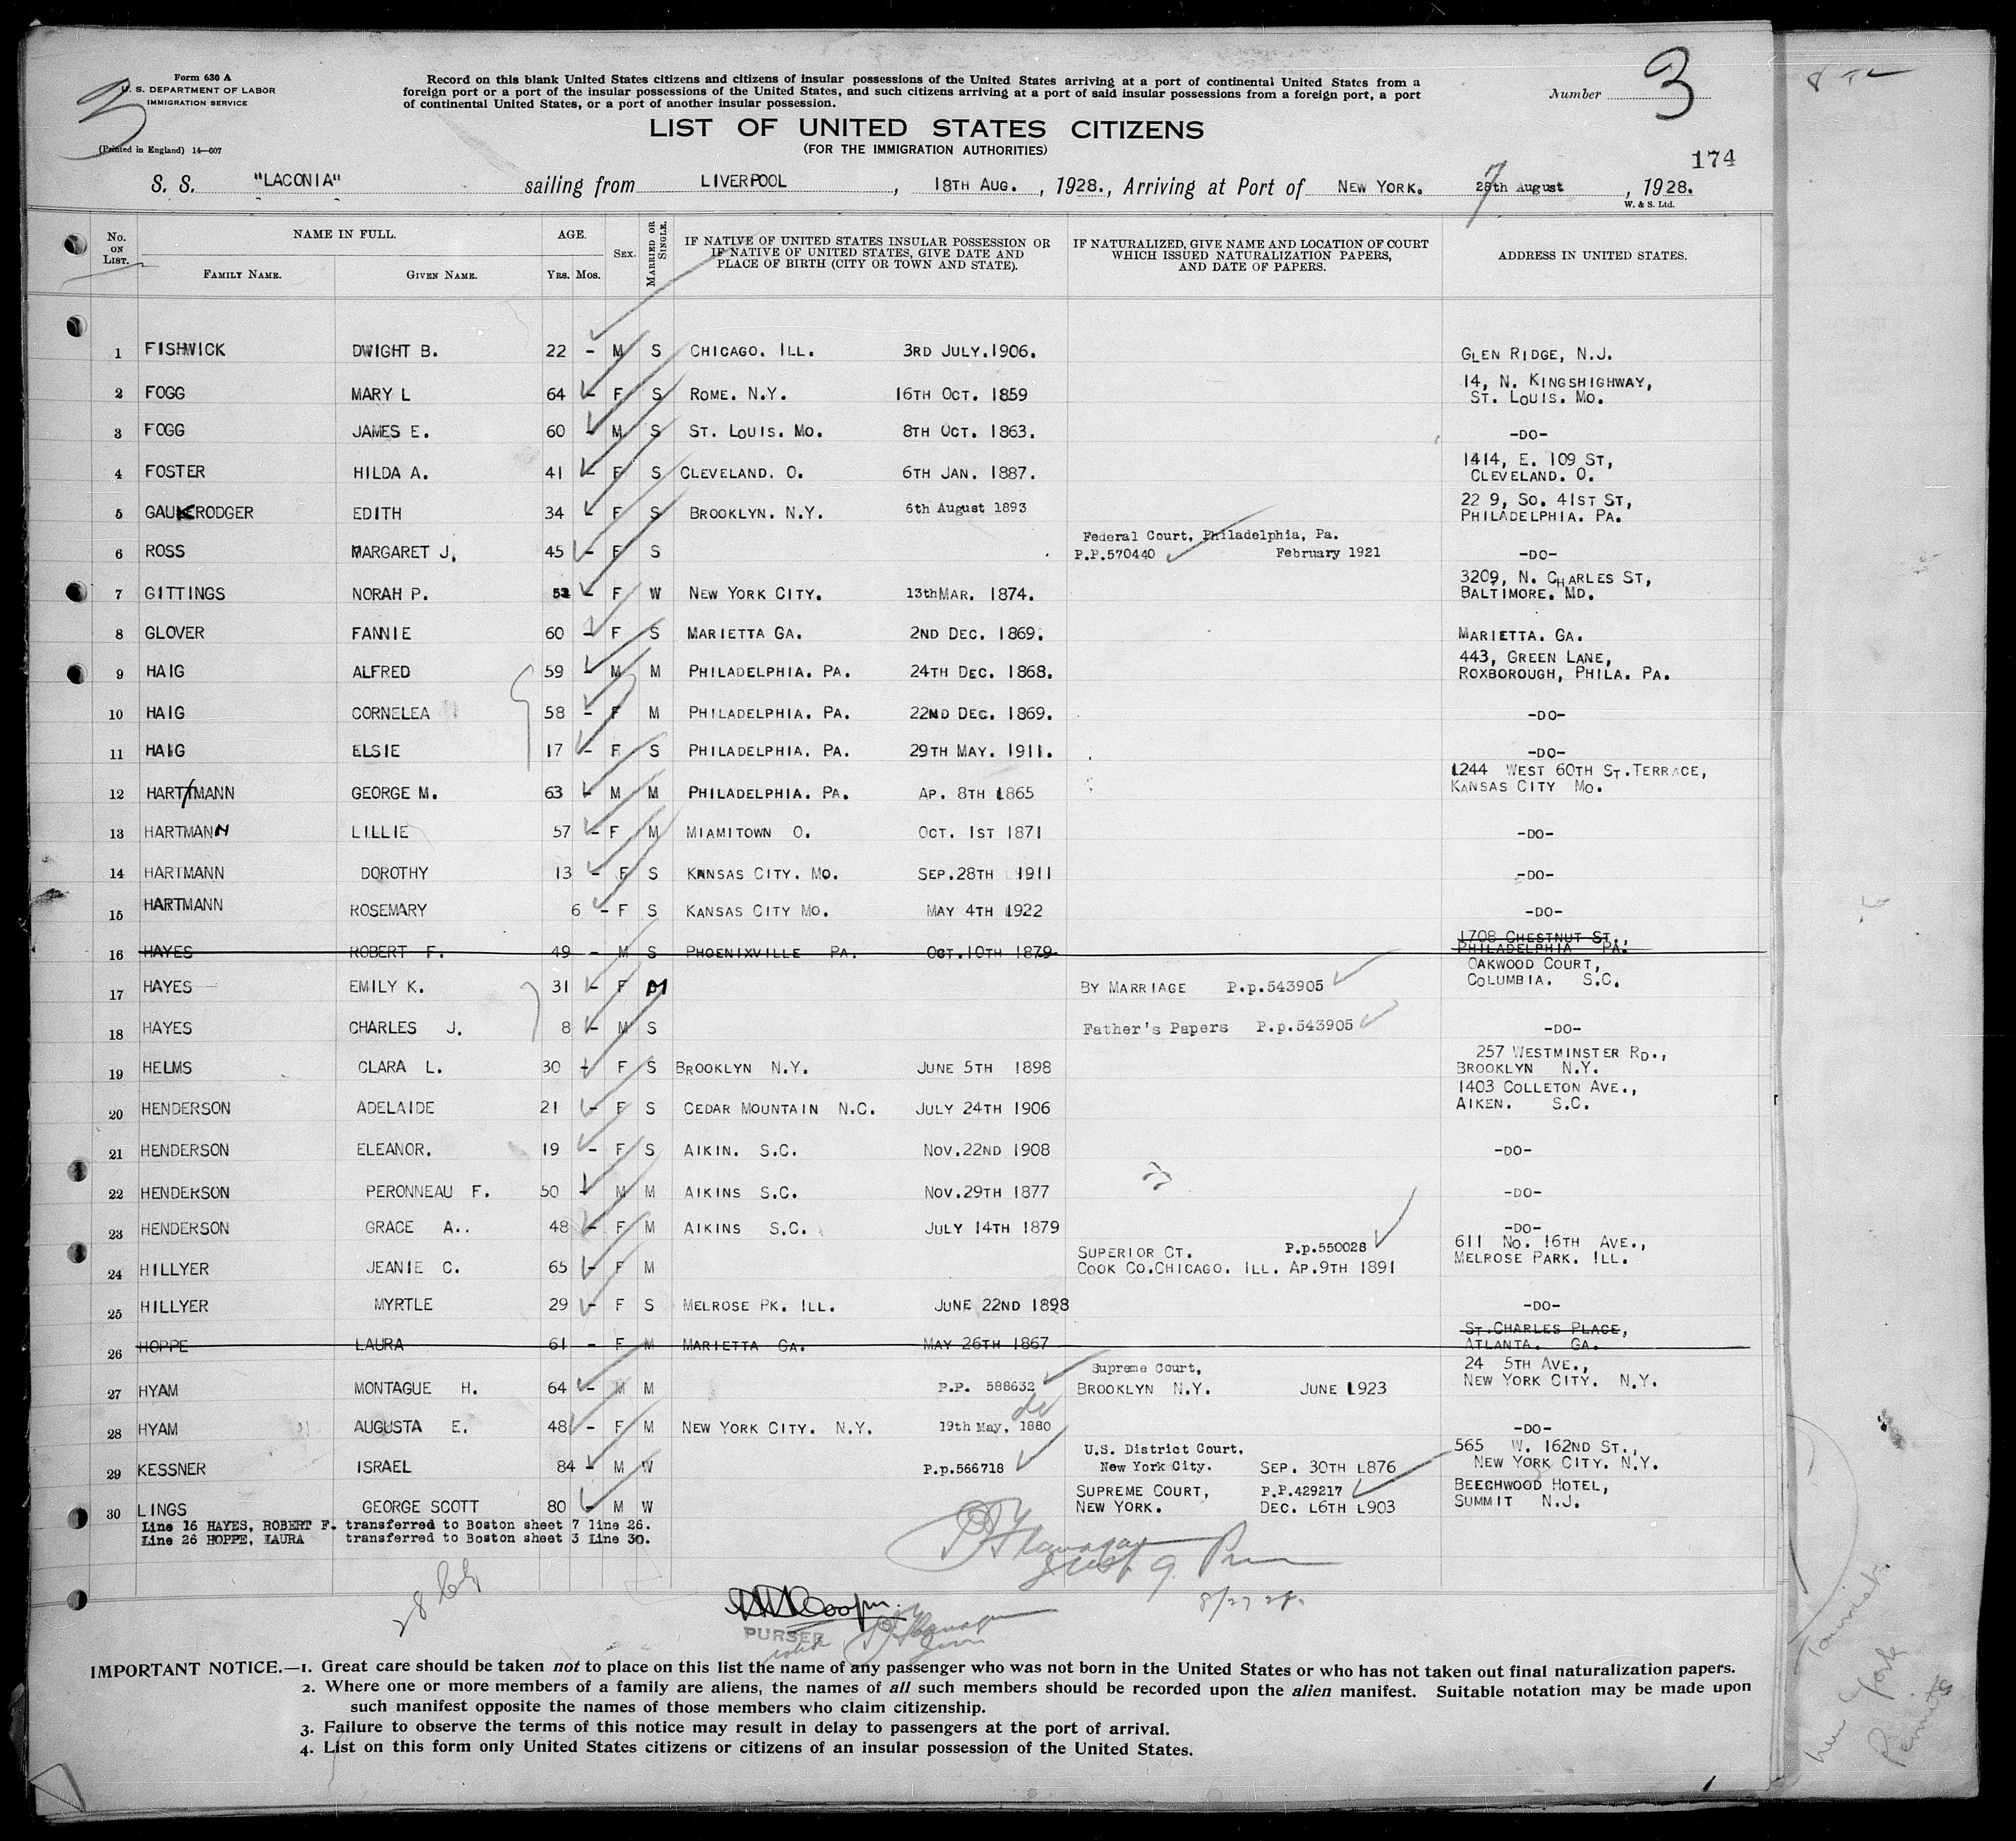 Form 630 A
U. S. DEPARTMENT OF LABOR
IMMIGRATION SERVICE
(Printed in England) 14—607
3
Record on this blank United States citizens and citizens of insular possessions of the United States arriving at a port of continental United States from a
foreign port or a port of the insular possessions of the United States, and such citizens arriving at a port of said insular possessions from a foreign port, a port
of continental United States, or a port of another insular possession.
Number 3
LIST OF UNITED STATES CITIZENS
(FOR THE IMMIGRATION AUTHORITIES)
174
S. S. "LACONIA" sailing from LIVERPOOL, 18TH AUG., 1928., Arriving at Port of NEW YORK. 28th August 7, 1928.
W. & S. Ltd.
No. ON LIST. NAME IN FULL. FAMILY NAME. GIVEN NAME. AGE. YRS. MOS. SEX. MARRIED OR SINGLE. IF NATIVE OF UNITED STATES INSULAR POSSESSION OR IF NATIVE OF UNITED STATES, GIVE DATE AND PLACE OF BIRTH (CITY OR TOWN AND STATE). IF NATURALIZED, GIVE NAME AND LOCATION OF COURT WHICH ISSUED NATURALIZATION PAPERS, AND DATE OF PAPERS. ADDRESS IN UNITED STATES.
1 FISHWICK DWIGHT B. 22 - M S CHICAGO. ILL. 3RD JULY.1906. GLEN RIDGE, N.J.
2 FOGG MARY L 64 - F S ROME. N.Y. 16TH OCT. 1859 14, N. KINGSHIGHWAY, ST. LOUIS. MO.
3 FOGG JAMES E. 60 - M S ST. LOUIS. MO. 8TH OCT. 1863. -DO-
4 FOSTER HILDA A. 41 - F S CLEVELAND. O. 6TH JAN. 1887. 1414, E. 109 ST, CLEVELAND. O.
5 GAUKRODGER EDITH 34 - F S BROOKLYN. N.Y. 6th August 1893 22 9, SO. 41ST ST, PHILADELPHIA. PA.
6 ROSS MARGARET J. 45 - F S Federal Court, Philadelphia, Pa. P.P.570440 February 1921 -DO-
7 GITTINGS NORAH P. 53 - F W NEW YORK CITY. 13thMAR. 1874. 3209, N. CHARLES ST, BALTIMORE. MD.
8 GLOVER FANNIE 60 - F S MARIETTA GA. 2ND DEC. 1869. MARIETTA. GA.
9 HAIG ALFRED 59 - M M PHILADELPHIA. PA. 24TH DEC. 1868. 443, GREEN LANE, ROXBOROUGH, PHILA. PA.
10 HAIG CORNELEA 58 - F M PHILADELPHIA. PA. 22ND DEC. 1869. -DO-
11 HAIG ELSIE 17 - F S PHILADELPHIA. PA. 29TH MAY. 1911. -DO-
12 HARTMANN GEORGE M. 63 - M M PHILADELPHIA. PA. AP. 8TH L865 L244 WEST 60TH ST.TERRACE, KANSAS CITY MO.
13 HARTMANN LILLIE 57 - F M MIAMITOWN O. OCT. 1ST 1871 -DO-
14 HARTMANN DOROTHY 13 - F S KANSAS CITY. MO. SEP.28TH 1911 -DO-
15 HARTMANN ROSEMARY 6 - F S KANSAS CITY MO. MAY 4TH 1922 -DO-
16 HAYES ROBERT F. 49 - M S PHOENIXVILLE PA. OCT.10TH 1879 1708 CHESTNUT ST., PHILADELPHIA PA.
17 HAYES EMILY K. 31 - F M BY MARRIAGE P.p.543905 OAKWOOD COURT, COLUMBIA. S.C.
18 HAYES CHARLES J. 8 - M S Father's Papers P.p.543905 -DO-
19 HELMS CLARA L. 30 - F S BROOKLYN N.Y. JUNE 5TH 1898 257 WESTMINSTER RD., BROOKLYN N.Y.
20 HENDERSON ADELAIDE 21 - F S CEDAR MOUNTAIN N.C. JULY 24TH 1906 1403 COLLETON AVE., AIKEN. S.C.
21 HENDERSON ELEANOR. 19 - F S AIKIN. S.C. NOV.22ND 1908 -DO-
22 HENDERSON PERONNEAU F. 50 - M M AIKINS S.C. NOV.29TH 1877 -DO-
23 HENDERSON GRACE A.. 48 - F M AIKINS S.C. JULY 14TH 1879 -DO-
24 HILLYER JEANIE C. 65 - F M SUPERIOR CT. P.p.550028 COOK CO.CHICAGO. ILL. AP.9TH 1891 611 NO. 16TH AVE., MELROSE PARK. ILL.
25 HILLYER MYRTLE 29 - F S MELROSE PK. ILL. JUNE 22ND 1898 -DO-
26 HOPPE LAURA 61 - F M MARIETTA GA. MAY 26TH 1867 ST.CHARLES PLACE, ATLANTA. GA.
27 HYAM MONTAGUE H. 64 - M M P.P. 588632 Supreme Court, BROOKLYN N.Y. JUNE L923 24 5TH AVE., NEW YORK CITY. N.Y.
28 HYAM AUGUSTA E. 48 - F M NEW YORK CITY. N.Y. 19th May. 1880 -DO-
29 KESSNER ISRAEL 84 - M W P.p.566718 U.S. District Court, New York City. SEP. 30TH L876 565 W. 162ND ST., NEW YORK CITY. N.Y.
30 LINGS GEORGE SCOTT 80 - M W SUPREME COURT, P.P.429217 NEW YORK. DEC. L6TH L903 BEECHWOOD HOTEL, SUMMIT N.J.
Line 16 HAYES, ROBERT F. transferred to Boston sheet 7 line 26.
Line 26 HOPPE, LAURA transferred to Boston sheet 3 Line 30.
8/27 28.
PURSER
IMPORTANT NOTICE.—1. Great care should be taken not to place on this list the name of any passenger who was not born in the United States or who has not taken out final naturalization papers.
2. Where one or more members of a family are aliens, the names of all such members should be recorded upon the alien manifest. Suitable notation may be made upon
such manifest opposite the names of those members who claim citizenship.
3. Failure to observe the terms of this notice may result in delay to passengers at the port of arrival.
4. List on this form only United States citizens or citizens of an insular possession of the United States.
Tourist
New York